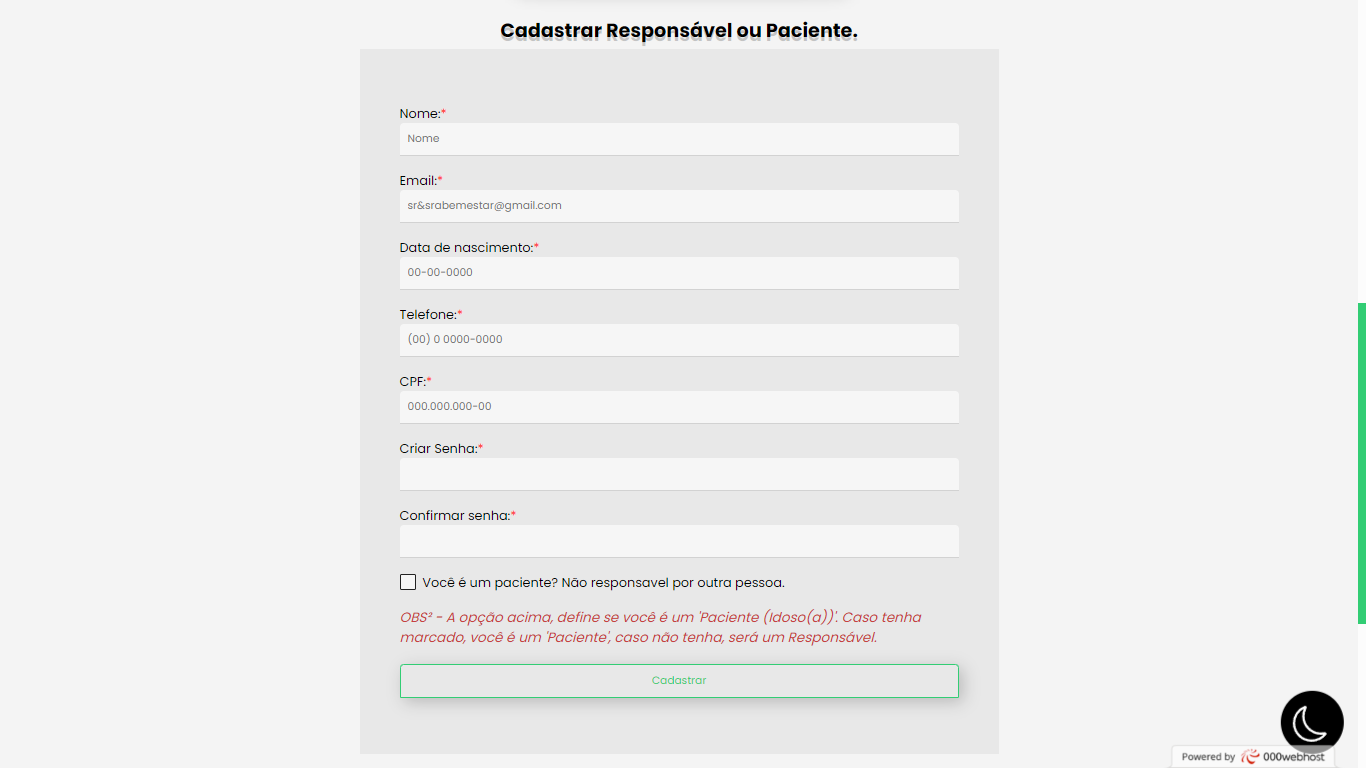 Cadastrar Responsável ou Paciente.
Nome:*
Nome
Email:*
sr&srabemestar@gmail.com
Data de nascimento:*
00-00-0000
Telefone:*
(00) 0 0000-0000
CPF:*
000.000.000-00
Criar Senha:*
Confirmar senha:*
Você é um paciente? Não responsavel por outra pessoa.
OBS² - A opção acima, define se você é um 'Paciente (Idoso(a))'. Caso tenha
marcado, você é um 'Paciente', caso não tenha, será um Responsável.
Cadastrar
Powered by 000webhost